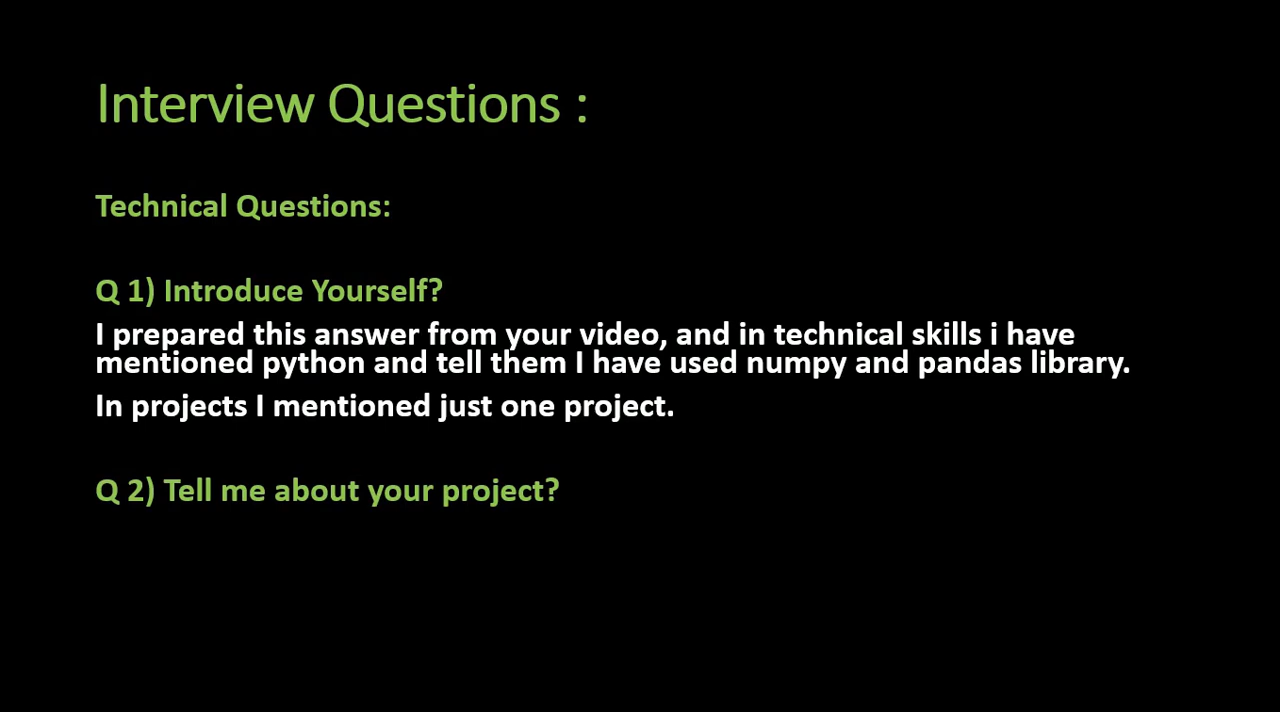 Interview Questions :
Technical Questions:
Q 1) Introduce Yourself?
I prepared this answer from your video, and in technical skills i have
mentioned python and tell them I have used numpy and pandas library.
In projects I mentioned just one project.
Q 2) Tell me about your project?